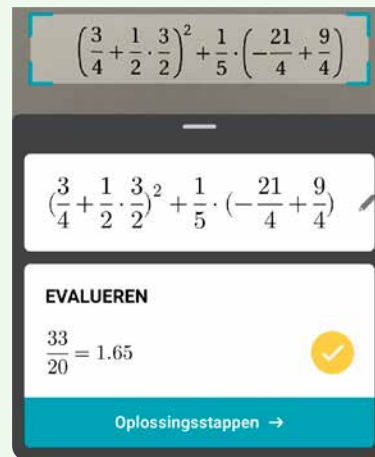 (3/4 + 1/2 · 3/2)² + 1/5 · (−21/4 + 9/4)
(3/4 + 1/2 · 3/2)² + 1/5 · (−21/4 + 9/4)
EVALUEREN
33/20 = 1.65
Oplossingsstappen →